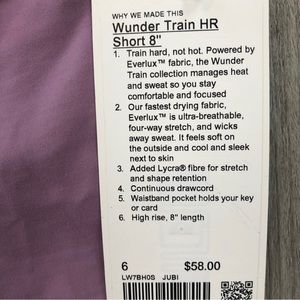 WHY WE MADE THIS
Wunder Train HR
Short 8"
1. Train hard, not hot. Powered by
Everlux™ fabric, the Wunder
Train collection manages heat
and sweat so you stay
comfortable and focused
2. Our fastest drying fabric,
Everlux™ is ultra-breathable,
four-way stretch, and wicks
away sweat. It feels soft on
the outside and cool and sleek
next to skin
3. Added Lycra® fibre for stretch
and shape retention
4. Continuous drawcord
5. Waistband pocket holds your key
or card
6. High rise, 8" length
6 $58.00
LW7BH0S JUBI